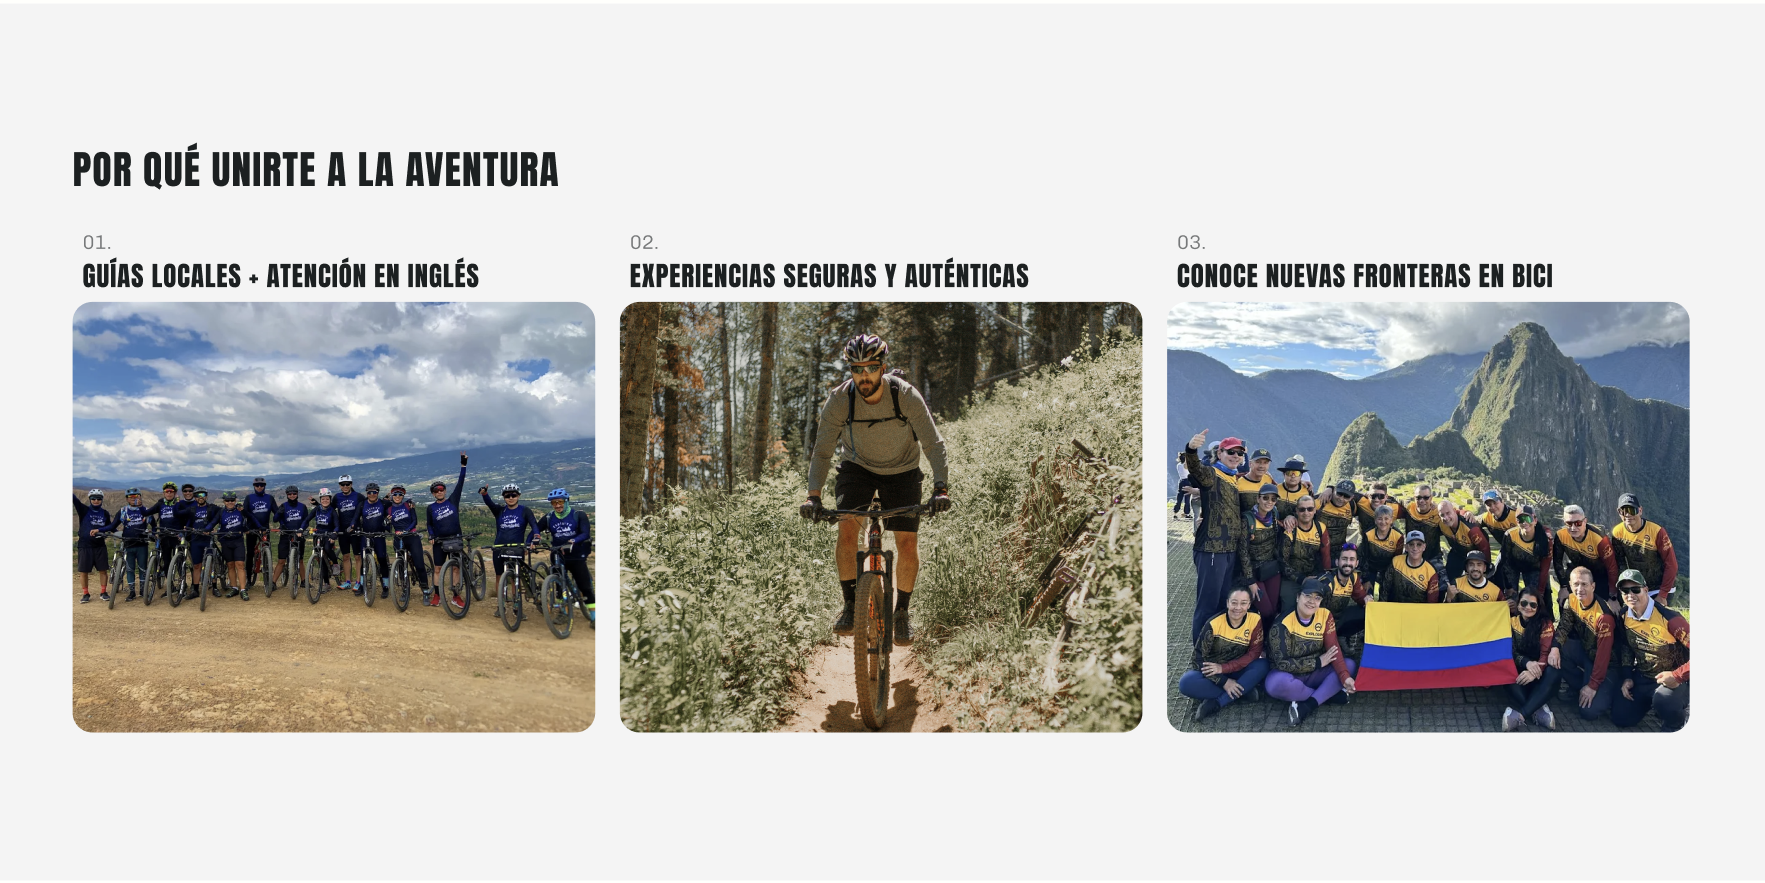 POR QUÉ UNIRTE A LA AVENTURA
01.
GUÍAS LOCALES + ATENCIÓN EN INGLÉS
02.
EXPERIENCIAS SEGURAS Y AUTÉNTICAS
03.
CONOCE NUEVAS FRONTERAS EN BICI